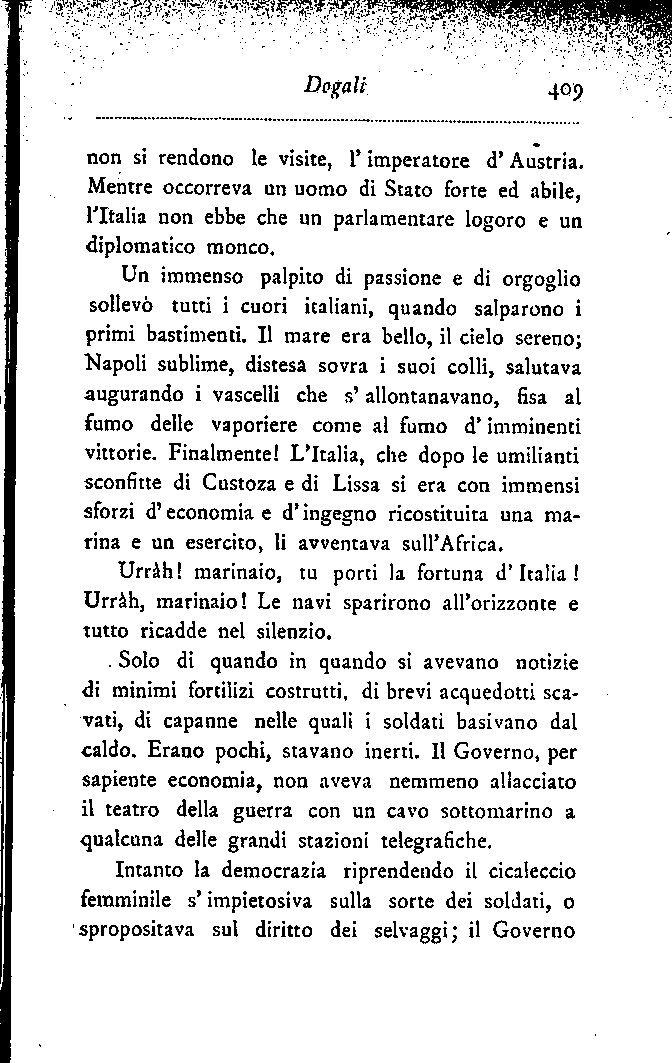 Dogali 409
non si rendono le visite, l'imperatore d'Austria.
Mentre occorreva un uomo di Stato forte ed abile,
l'Italia non ebbe che un parlamentare logoro e un
diplomatico monco.
Un immenso palpito di passione e di orgoglio
sollevò tutti i cuori italiani, quando salparono i
primi bastimenti. Il mare era bello, il cielo sereno;
Napoli sublime, distesa sovra i suoi colli, salutava
augurando i vascelli che s'allontanavano, fisa al
fumo delle vaporiere come al fumo d'imminenti
vittorie. Finalmente! L'Italia, che dopo le umilianti
sconfitte di Custoza e di Lissa si era con immensi
sforzi d'economia e d'ingegno ricostituita una ma-
rina e un esercito, li avventava sull'Africa.
Urràh! marinaio, tu porti la fortuna d'Italia!
Urràh, marinaio! Le navi sparirono all'orizzonte e
tutto ricadde nel silenzio.
Solo di quando in quando si avevano notizie
di minimi fortilizi costrutti, di brevi acquedotti sca-
vati, di capanne nelle quali i soldati basivano dal
caldo. Erano pochi, stavano inerti. Il Governo, per
sapiente economia, non aveva nemmeno allacciato
il teatro della guerra con un cavo sottomarino a
qualcuna delle grandi stazioni telegrafiche.
Intanto la democrazia riprendendo il cicaleccio
femminile s'impietosiva sulla sorte dei soldati, o
spropositava sul diritto dei selvaggi; il Governo